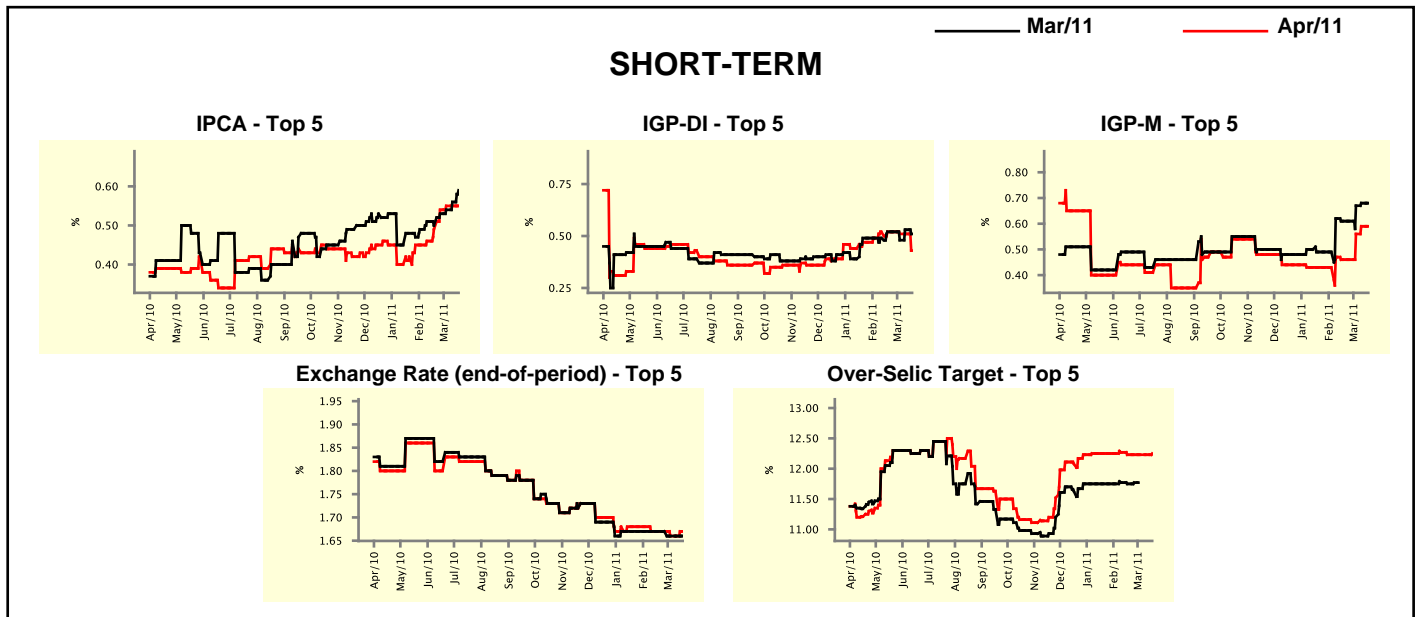 Mar/11 Apr/11
SHORT-TERM
IPCA - Top 5
0.60
0.50
0.40
%
Apr/10 May/10 Jun/10 Jul/10 Aug/10 Sep/10 Oct/10 Nov/10 Dec/10 Jan/11 Feb/11 Mar/11
IGP-DI - Top 5
0.75
0.50
0.25
%
Apr/10 May/10 Jun/10 Jul/10 Aug/10 Sep/10 Oct/10 Nov/10 Dec/10 Jan/11 Feb/11 Mar/11
IGP-M - Top 5
0.80
0.70
0.60
0.50
0.40
%
Apr/10 May/10 Jun/10 Jul/10 Aug/10 Sep/10 Oct/10 Nov/10 Dec/10 Jan/11 Feb/11 Mar/11
Exchange Rate (end-of-period) - Top 5
1.95
1.90
1.85
1.80
1.75
1.70
1.65
%
Apr/10 May/10 Jun/10 Jul/10 Aug/10 Sep/10 Oct/10 Nov/10 Dec/10 Jan/11 Feb/11 Mar/11
Over-Selic Target - Top 5
13.00
12.50
12.00
11.50
11.00
%
Apr/10 May/10 Jun/10 Jul/10 Aug/10 Sep/10 Oct/10 Nov/10 Dec/10 Jan/11 Feb/11 Mar/11